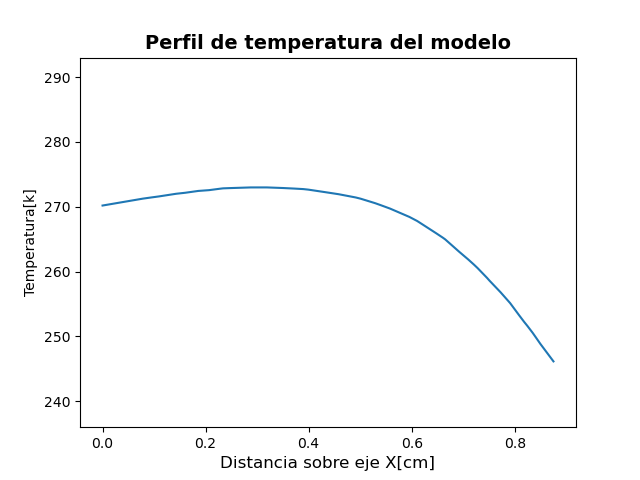 Perfil de temperatura del modelo
290
280
270
260
250
240
Temperatura[k]
0.0 0.2 0.4 0.6 0.8
Distancia sobre eje X[cm]